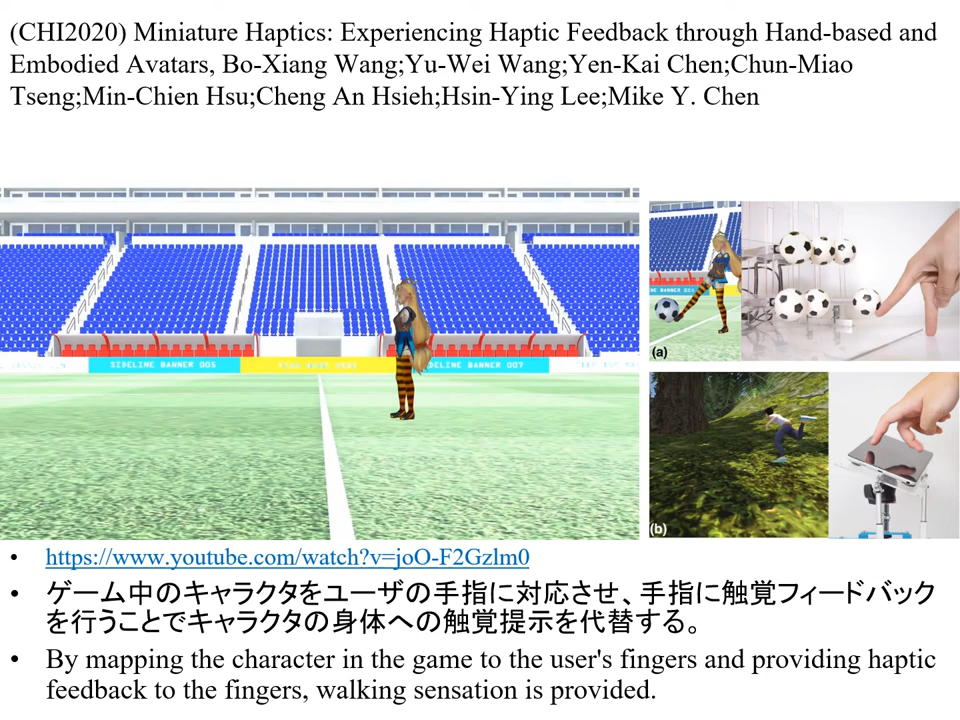 (CHI2020) Miniature Haptics: Experiencing Haptic Feedback through Hand-based and
Embodied Avatars, Bo-Xiang Wang;Yu-Wei Wang;Yen-Kai Chen;Chun-Miao
Tseng;Min-Chien Hsu;Cheng An Hsieh;Hsin-Ying Lee;Mike Y. Chen
SIDELINE BANNER 005
DELINE BANNER 007
(a)
(b)
• https://www.youtube.com/watch?v=joO-F2Gzlm0
• ゲーム中のキャラクタをユーザの手指に対応させ、手指に触覚フィードバック
を行うことでキャラクタの身体への触覚提示を代替する。
• By mapping the character in the game to the user's fingers and providing haptic
feedback to the fingers, walking sensation is provided.